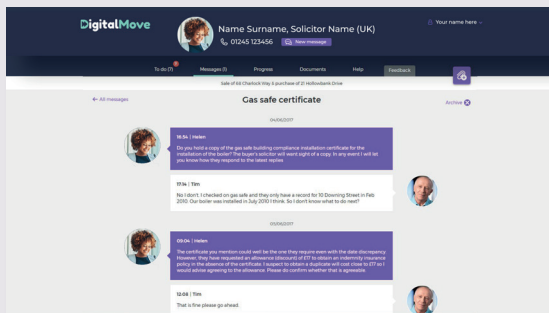 DigitalMove
Name Surname, Solicitor Name (UK)
01245 123456
New message
Your name here
To do (7)
Messages (1)
Progress
Documents
Help
Feedback
Sale of 58 Charlock Way & purchase of 21 Hollowbank Drive
← All messages
Gas safe certificate
Archive
04/09/2017
16:54 | Helen
Do you hold a copy of the gas safe building compliance installation certificate for the
installation of the boiler? The buyer's solicitor will want sight of a copy. In any event I will let
you know how they respond to the latest replies
17:14 | Tim
No I don't. I checked on gas safe and they only have a record for 10 Downing Street in Feb
2010. Our boiler was installed in July 2010 I think. So I don't know what to do next?
09:04 | Helen
The certificate you mention could well be the one they require even with the date discrepancy
However, they have requested an allowance (discount) of £17 to obtain an indemnity insurance
policy in the absence of the certificate. I suspect to obtain a duplicate will cost close to £17 so I
would advise agreeing to the allowance. Please do confirm whether that is agreeable.
12:08 | Tim
That is fine please go ahead.